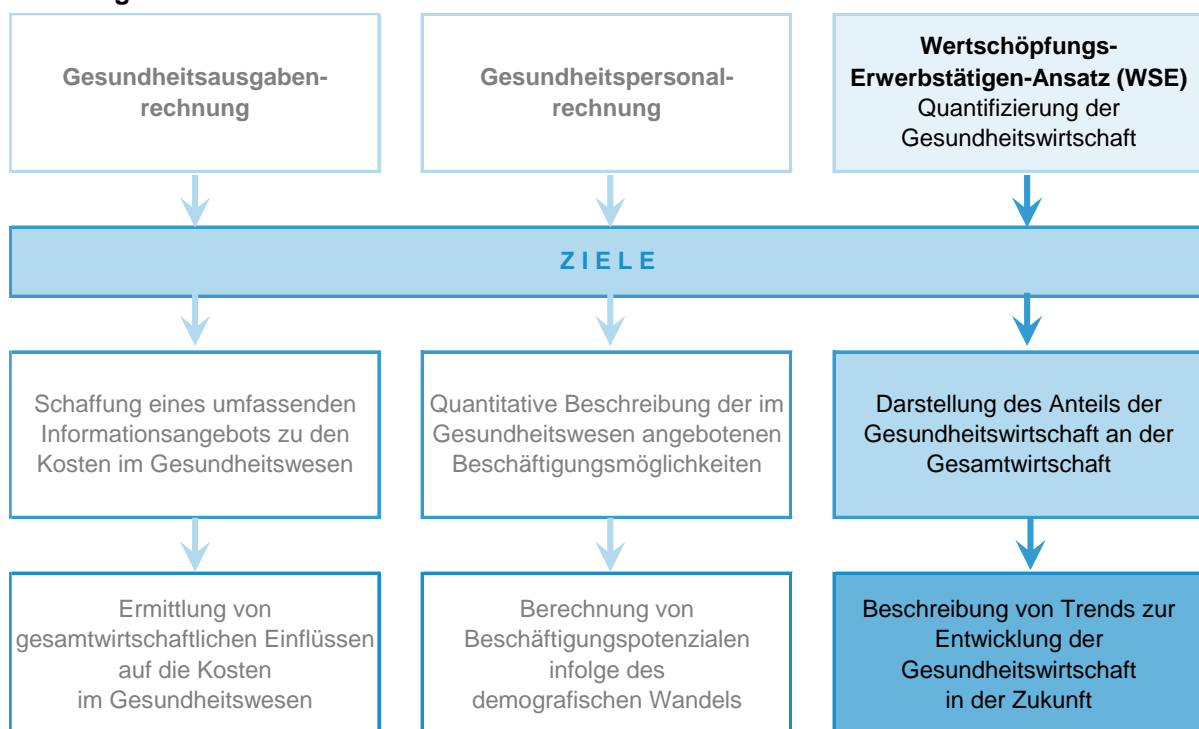 Gesundheitsausgaben-
rechnung
Gesundheitspersonal-
rechnung
Wertschöpfungs-
Erwerbstätigen-Ansatz (WSE)
Quantifizierung der
Gesundheitswirtschaft
Z I E L E
Schaffung eines umfassenden
Informationsangebots zu den
Kosten im Gesundheitswesen
Quantitative Beschreibung der im
Gesundheitswesen angebotenen
Beschäftigungsmöglichkeiten
Darstellung des Anteils der
Gesundheitswirtschaft an der
Gesamtwirtschaft
Ermittlung von
gesamtwirtschaftlichen Einflüssen
auf die Kosten
im Gesundheitswesen
Berechnung von
Beschäftigungspotenzialen
infolge des
demografischen Wandels
Beschreibung von Trends zur
Entwicklung der
Gesundheitswirtschaft
in der Zukunft